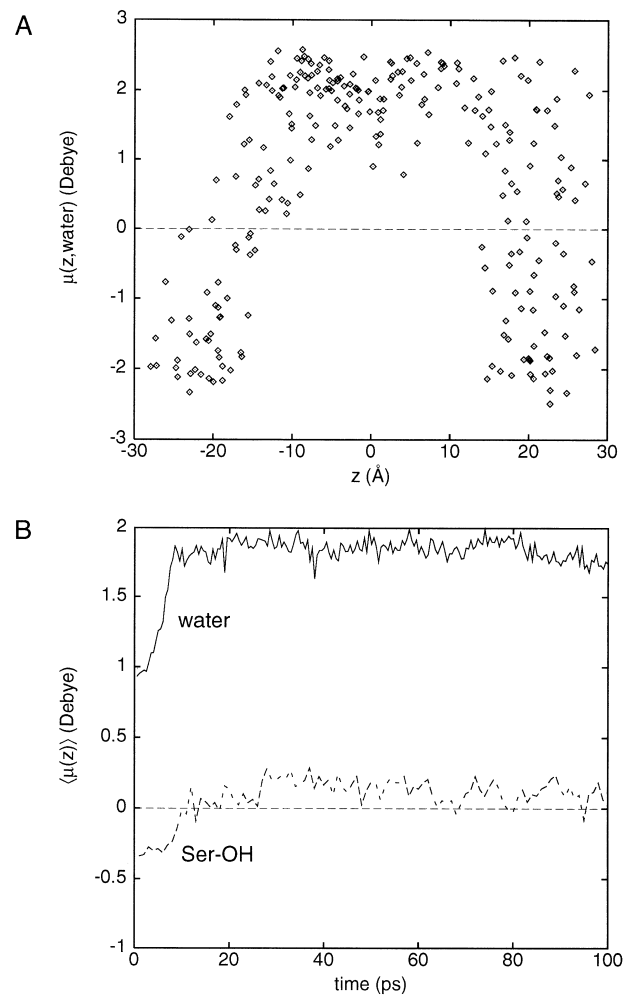 A
3
2
1
0
-1
-2
-3
μ(z,water) (Debye)
-30 -20 -10 0 10 20 30
z (Å)
B
2
1.5
1
0.5
0
-0.5
-1
⟨μ(z)⟩ (Debye)
water
Ser-OH
0 20 40 60 80 100
time (ps)